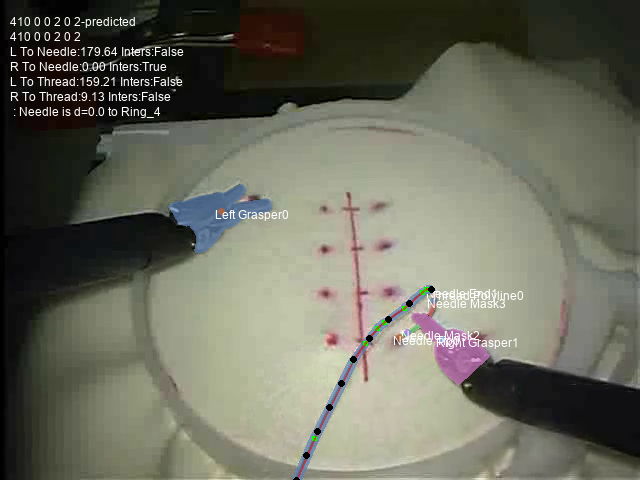 410 0 0 2 0 2-predicted
410 0 0 2 0 2
L To Needle:179.64 Inters:False
R To Needle:0.00 Inters:True
L To Thread:159.21 Inters:False
R To Thread:9.13 Inters:False
: Needle is d=0.0 to Ring_4
Left Grasper0
Needle End1
Thread Polyline0
Needle Mask3
Needle Mask2
Right Grasper1